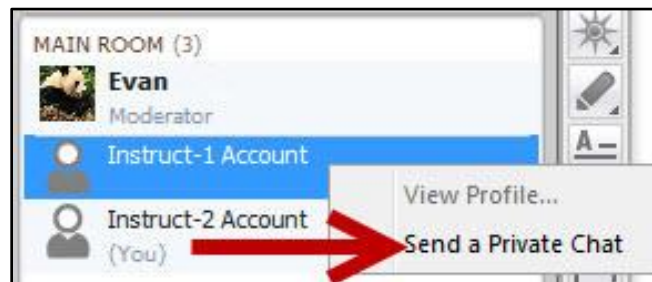 MAIN ROOM (3)
Evan
Moderator
Instruct-1 Account
View Profile...
Instruct-2 Account
(You)
Send a Private Chat
A